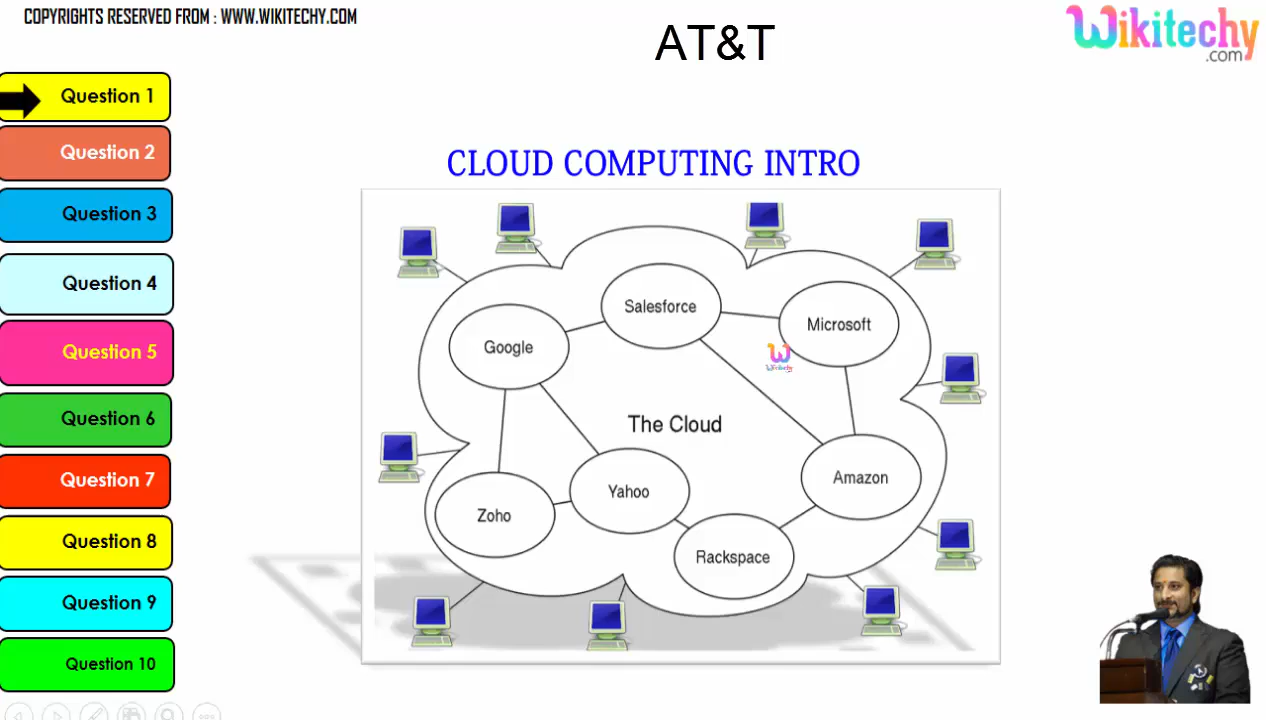 COPYRIGHTS RESERVED FROM : WWW.WIKITECHY.COM
AT&T
Wikitechy
.com
Question 1
Question 2
Question 3
Question 4
Question 5
Question 6
Question 7
Question 8
Question 9
Question 10
CLOUD COMPUTING INTRO
Salesforce
Microsoft
Google
Wikitechy
The Cloud
Amazon
Yahoo
Zoho
Rackspace